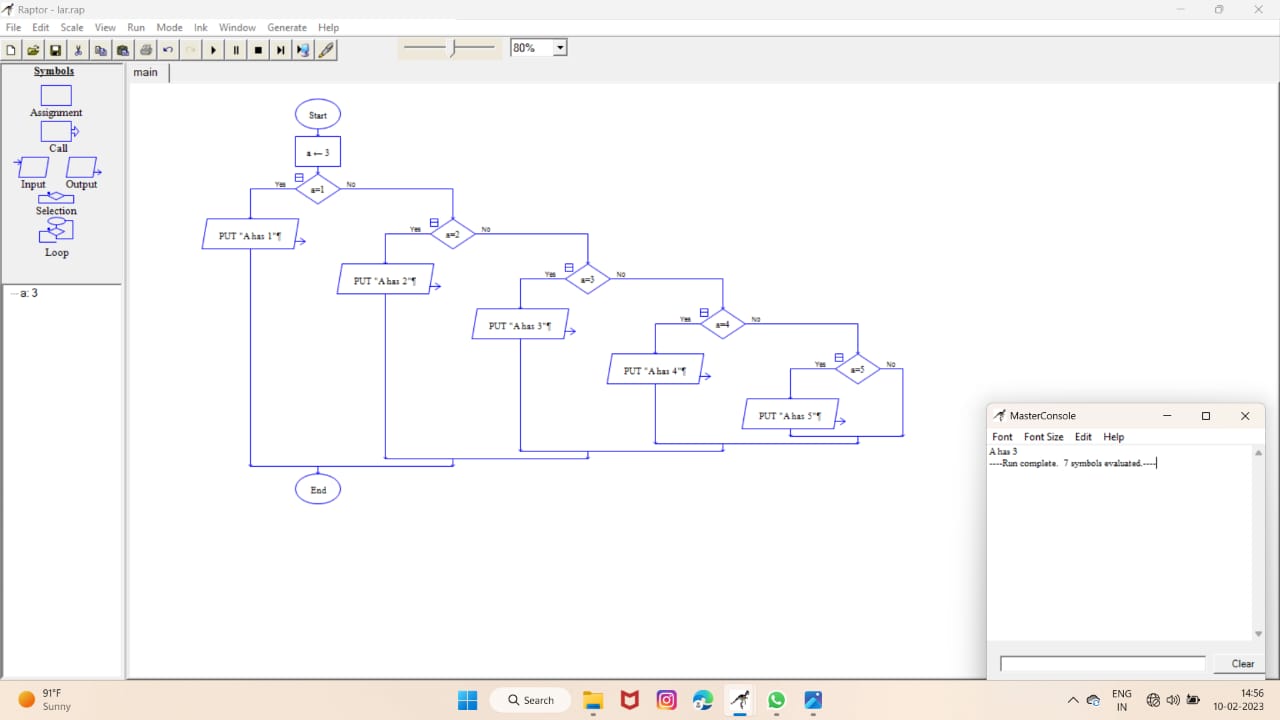 Raptor - lar.rap
File Edit Scale View Run Mode Ink Window Generate Help
80%
Symbols
Assignment
Call
Input Output
Selection
Loop
a: 3
main
Start
a ← 3
Yes a=1 No
PUT "A has 1"¶
Yes a=2 No
PUT "A has 2"¶
Yes a=3 No
PUT "A has 3"¶
Yes a=4 No
PUT "A has 4"¶
Yes a=5 No
PUT "A has 5"¶
End
MasterConsole
Font Font Size Edit Help
A has 3
----Run complete. 7 symbols evaluated.----
Clear
91°F
Sunny
Search
ENG
IN
14:56
10-02-2023